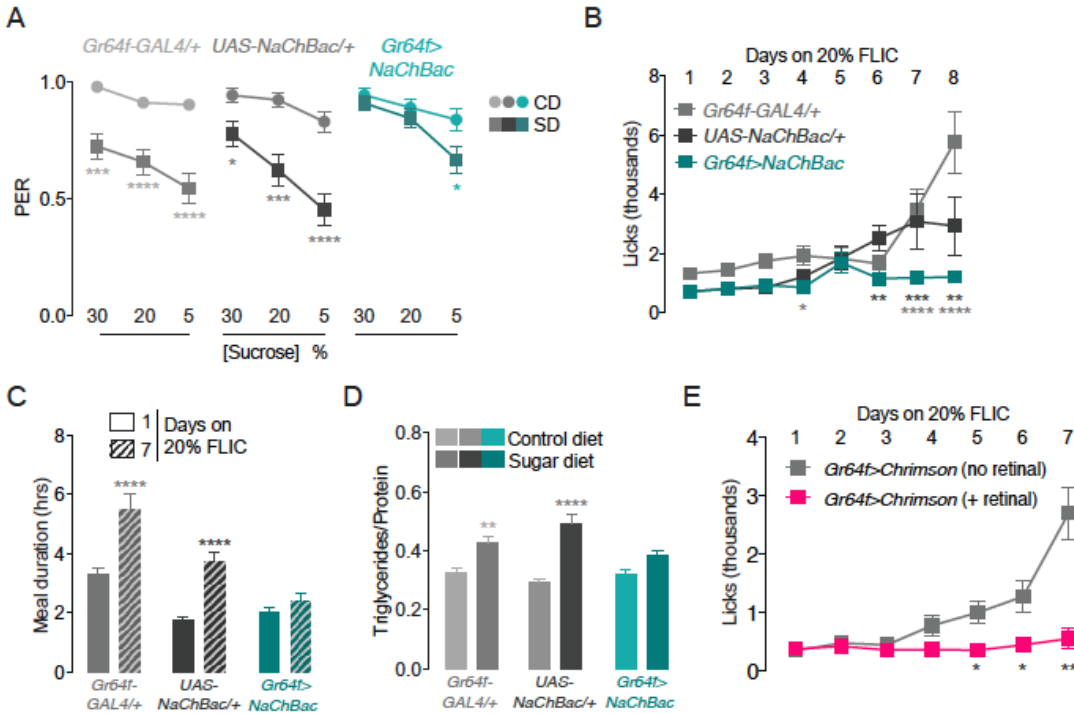 A
Gr64f-GAL4/+ UAS-NaChBac/+ Gr64f>
NaChBac
1.0
0.5
0.0
PER
CD
SD
***
****
****
*
***
****
*
30 20 5 30 20 5 30 20 5
[Sucrose] %
B
Days on 20% FLIC
1 2 3 4 5 6 7 8
8
6
4
2
0
Licks (thousands)
Gr64f-GAL4/+
UAS-NaChBac/+
Gr64f>NaChBac
** *** **
* **** ****
C
1 Days on
7 20% FLIC
8
6
4
2
0
Meal duration (hrs)
****
****
Gr64f-
GAL4/+
UAS-
NaChBac/+
Gr64f>
NaChBac
D
0.8
0.6
0.4
0.2
0.0
Triglycerides/Protein
Control diet
Sugar diet
**
****
Gr64f-
GAL4/+
UAS-
NaChBac/+
Gr64f>
NaChBac
E
Days on 20% FLIC
1 2 3 4 5 6 7
4
3
2
1
0
Licks (thousands)
Gr64f>Chrimson (no retinal)
Gr64f>Chrimson (+ retinal)
* * **